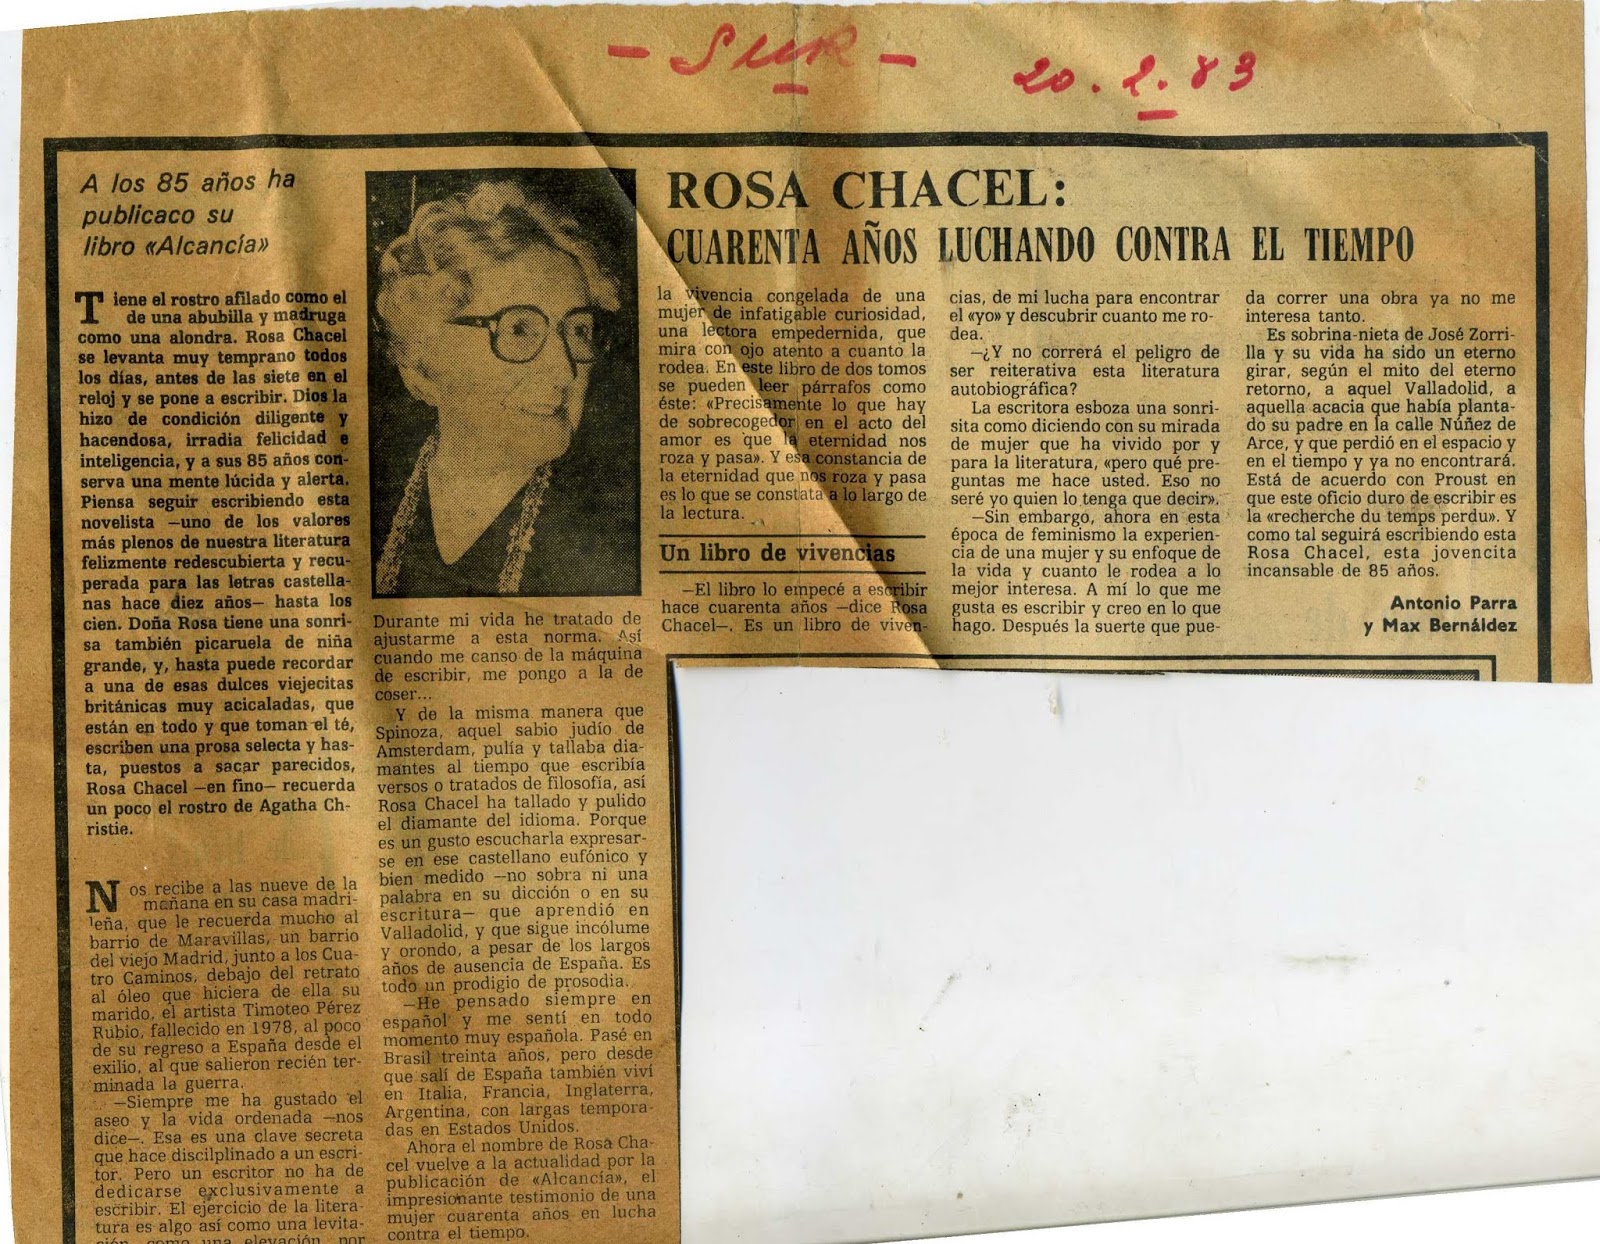 - SUR -
20.2.83
A los 85 años ha
publicaco su
libro «Alcancía»
ROSA CHACEL:
CUARENTA AÑOS LUCHANDO CONTRA EL TIEMPO
Tiene el rostro afilado como el
de una abubilla y madruga
como una alondra. Rosa Chacel
se levanta muy temprano todos
los días, antes de las siete en el
reloj y se pone a escribir. Dios la
hizo de condición diligente y
hacendosa, irradia felicidad e
inteligencia, y a sus 85 años con-
serva una mente lúcida y alerta.
Piensa seguir escribiendo esta
novelista —uno de los valores
más plenos de nuestra literatura
felizmente redescubierta y recu-
perada para las letras castella-
nas hace diez años— hasta los
cien. Doña Rosa tiene una sonri-
sa también picaruela de niña
grande, y, hasta puede recordar
a una de esas dulces viejecitas
británicas muy acicaladas, que
están en todo y que toman el té,
escriben una prosa selecta y has-
ta, puestos a sacar parecidos,
Rosa Chacel —en fino— recuerda
un poco el rostro de Agatha Ch-
ristie.
Nos recibe a las nueve de la
mañana en su casa madri-
leña, que le recuerda mucho al
barrio de Maravillas, un barrio
del viejo Madrid, junto a los Cua-
tro Caminos, debajo del retrato
al óleo que hiciera de ella su
marido, el artista Timoteo Pérez
Rubio, fallecido en 1978, al poco
de su regreso a España desde el
exilio, al que salieron recién ter-
minada la guerra.
—Siempre me ha gustado el
aseo y la vida ordenada —nos
dice—. Esa es una clave secreta
que hace discilplinado a un escri-
tor. Pero un escritor no ha de
dedicarse exclusivamente a
escribir. El ejercicio de la litera-
tura es algo así como una levita-
ción, como una elevación, por
Durante mi vida he tratado de
ajustarme a esta norma. Así
cuando me canso de la máquina
de escribir, me pongo a la de
coser...
Y de la misma manera que
Spinoza, aquel sabio judío de
Amsterdam, pulía y tallaba dia-
mantes al tiempo que escribía
versos o tratados de filosofía, así
Rosa Chacel ha tallado y pulido
el diamante del idioma. Porque
es un gusto escucharla expresar-
se en ese castellano eufónico y
bien medido —no sobra ni una
palabra en su dicción o en su
escritura— que aprendió en
Valladolid, y que sigue incólume
y orondo, a pesar de los largos
años de ausencia de España. Es
todo un prodigio de prosodia.
—He pensado siempre en
español y me sentí en todo
momento muy española. Pasé en
Brasil treinta años, pero desde
que salí de España también viví
en Italia, Francia, Inglaterra,
Argentina, con largas tempora-
das en Estados Unidos.
Ahora el nombre de Rosa Cha-
cel vuelve a la actualidad por la
publicación de «Alcancía», el
impresionante testimonio de una
mujer cuarenta años en lucha
contra el tiempo.
la vivencia congelada de una
mujer de infatigable curiosidad,
una lectora empedernida, que
mira con ojo atento a cuanto la
rodea. En este libro de dos tomos
se pueden leer párrafos como
éste: «Precisamente lo que hay
de sobrecogedor en el acto del
amor es que la eternidad nos
roza y pasa». Y esa constancia de
la eternidad que nos roza y pasa
es lo que se constata a lo largo de
la lectura.
Un libro de vivencias
—El libro lo empecé a escribir
hace cuarenta años —dice Rosa
Chacel—. Es un libro de viven-
cias, de mi lucha para encontrar
el «yo» y descubrir cuanto me ro-
dea.
—¿Y no correrá el peligro de
ser reiterativa esta literatura
autobiográfica?
La escritora esboza una sonri-
sita como diciendo con su mirada
de mujer que ha vivido por y
para la literatura, «pero qué pre-
guntas me hace usted. Eso no
seré yo quien lo tenga que decir».
—Sin embargo, ahora en esta
época de feminismo la experien-
cia de una mujer y su enfoque de
la vida y cuanto le rodea a lo
mejor interesa. A mí lo que me
gusta es escribir y creo en lo que
hago. Después la suerte que pue-
da correr una obra ya no me
interesa tanto.
Es sobrina-nieta de José Zorri-
lla y su vida ha sido un eterno
girar, según el mito del eterno
retorno, a aquel Valladolid, a
aquella acacia que había planta-
do su padre en la calle Núñez de
Arce, y que perdió en el espacio y
en el tiempo y ya no encontrará.
Está de acuerdo con Proust en
que este oficio duro de escribir es
la «recherche du temps perdu». Y
como tal seguirá escribiendo esta
Rosa Chacel, esta jovencita
incansable de 85 años.
Antonio Parra
y Max Bernáldez